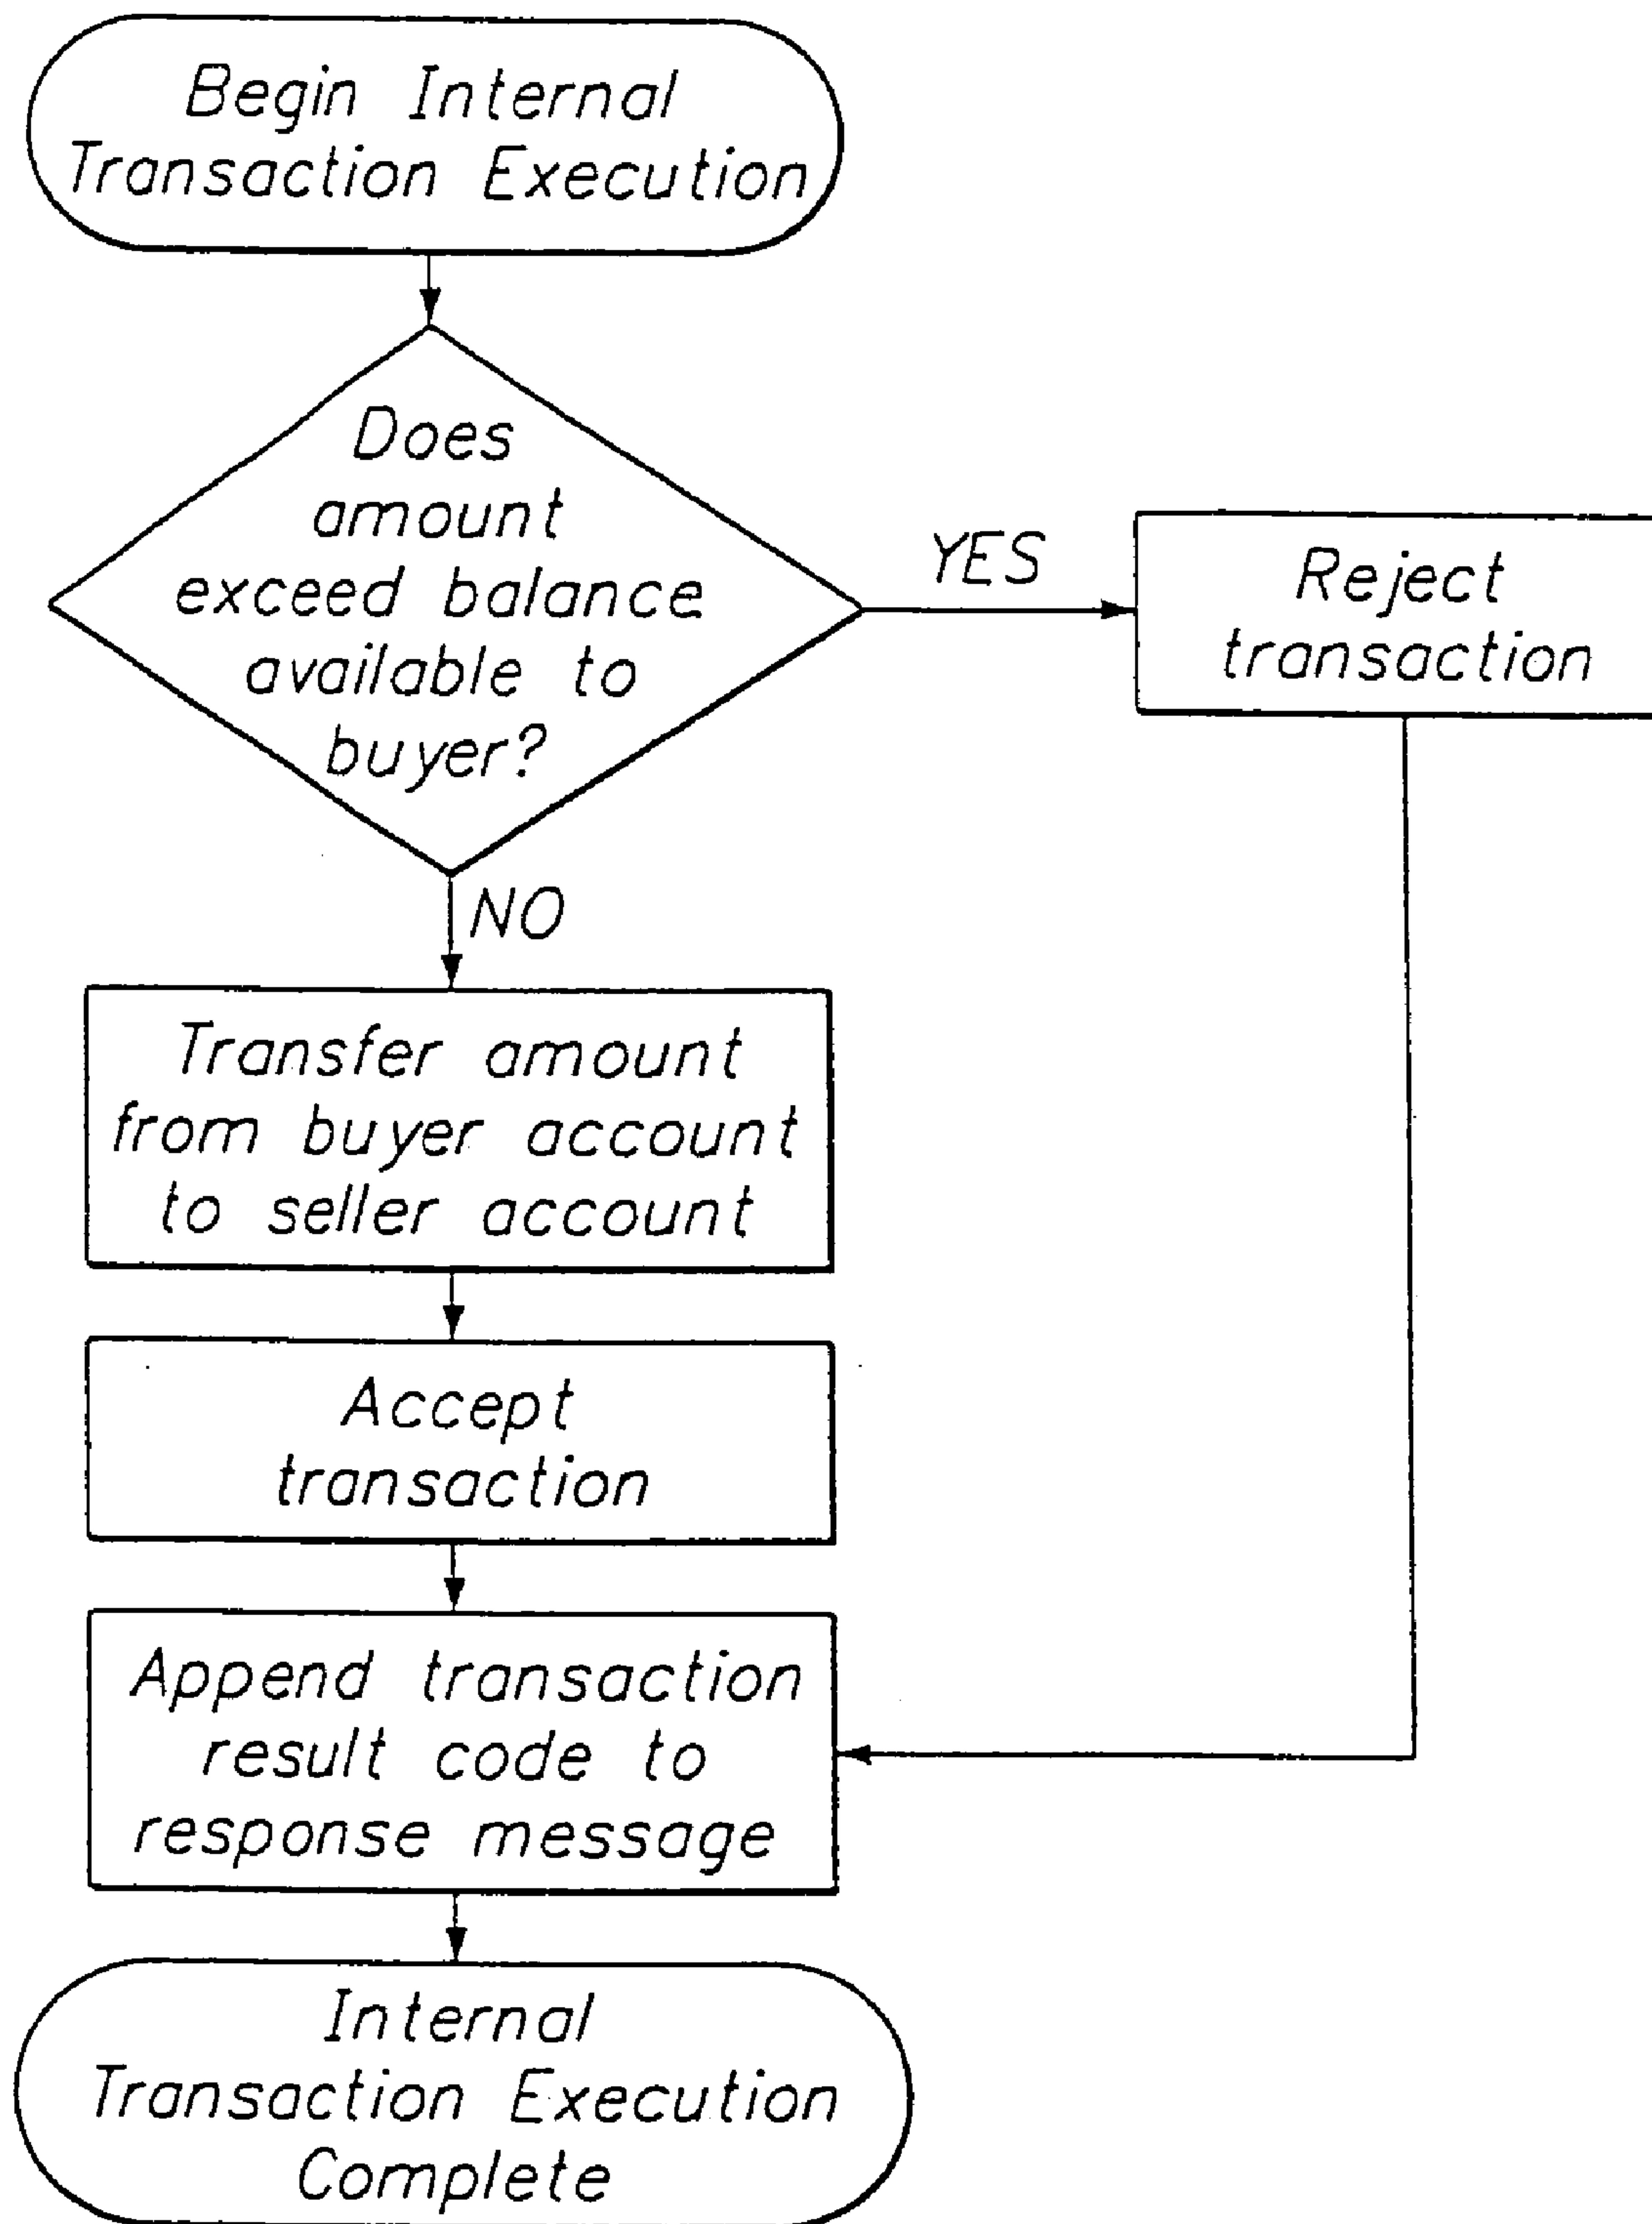 Begin Internal
Transaction Execution
Does
amount
exceed balance
available to
buyer?
YES
Reject
transaction
NO
Transfer amount
from buyer account
to seller account
Accept
transaction
Append transaction
result code to
response message
Internal
Transaction Execution
Complete